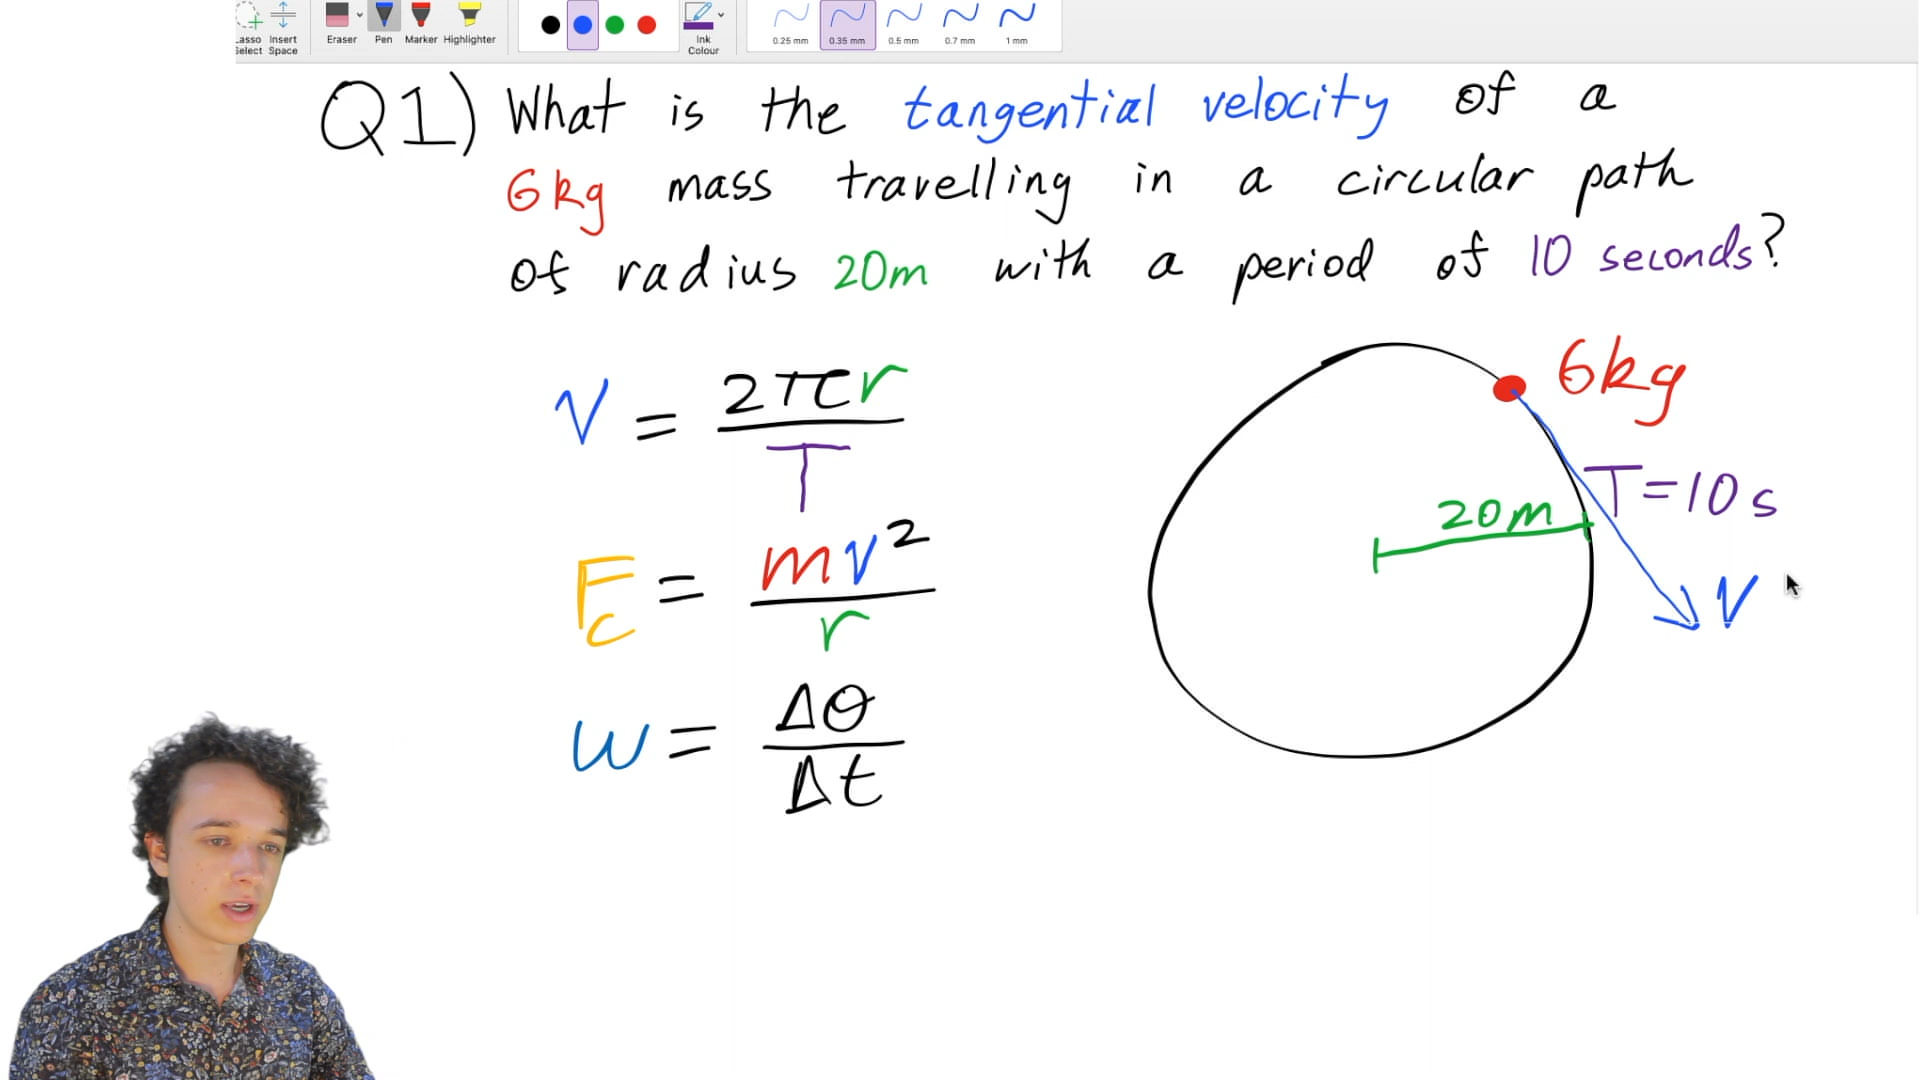 Lasso Select
Insert Space
Eraser
Pen
Marker
Highlighter
Ink Colour
0.25 mm
0.35 mm
0.5 mm
0.7 mm
1 mm
Q1) What is the tangential velocity of a
6kg mass travelling in a circular path
of radius 20m with a period of 10 seconds?
V = 2πr / T
Fc = mv² / r
ω = Δθ / Δt
6kg
T=10s
20m
V